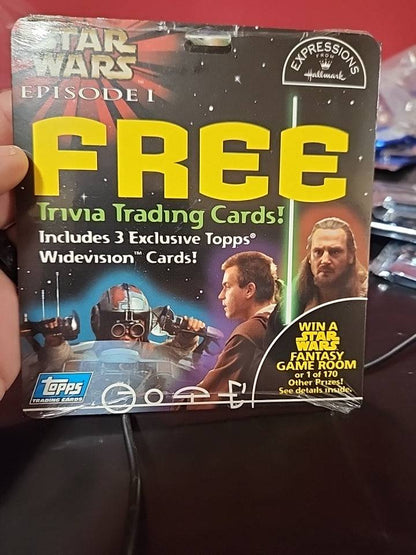 STAR
WARS
EPISODE I
EXPRESSIONS
FROM
Hallmark
FREE
Trivia Trading Cards!
Includes 3 Exclusive Topps®
Widevision™ Cards!
WIN A
STAR
WARS
FANTASY
GAME ROOM
or 1 of 170
Other Prizes!
See details inside.
topps
TRADING CARDS